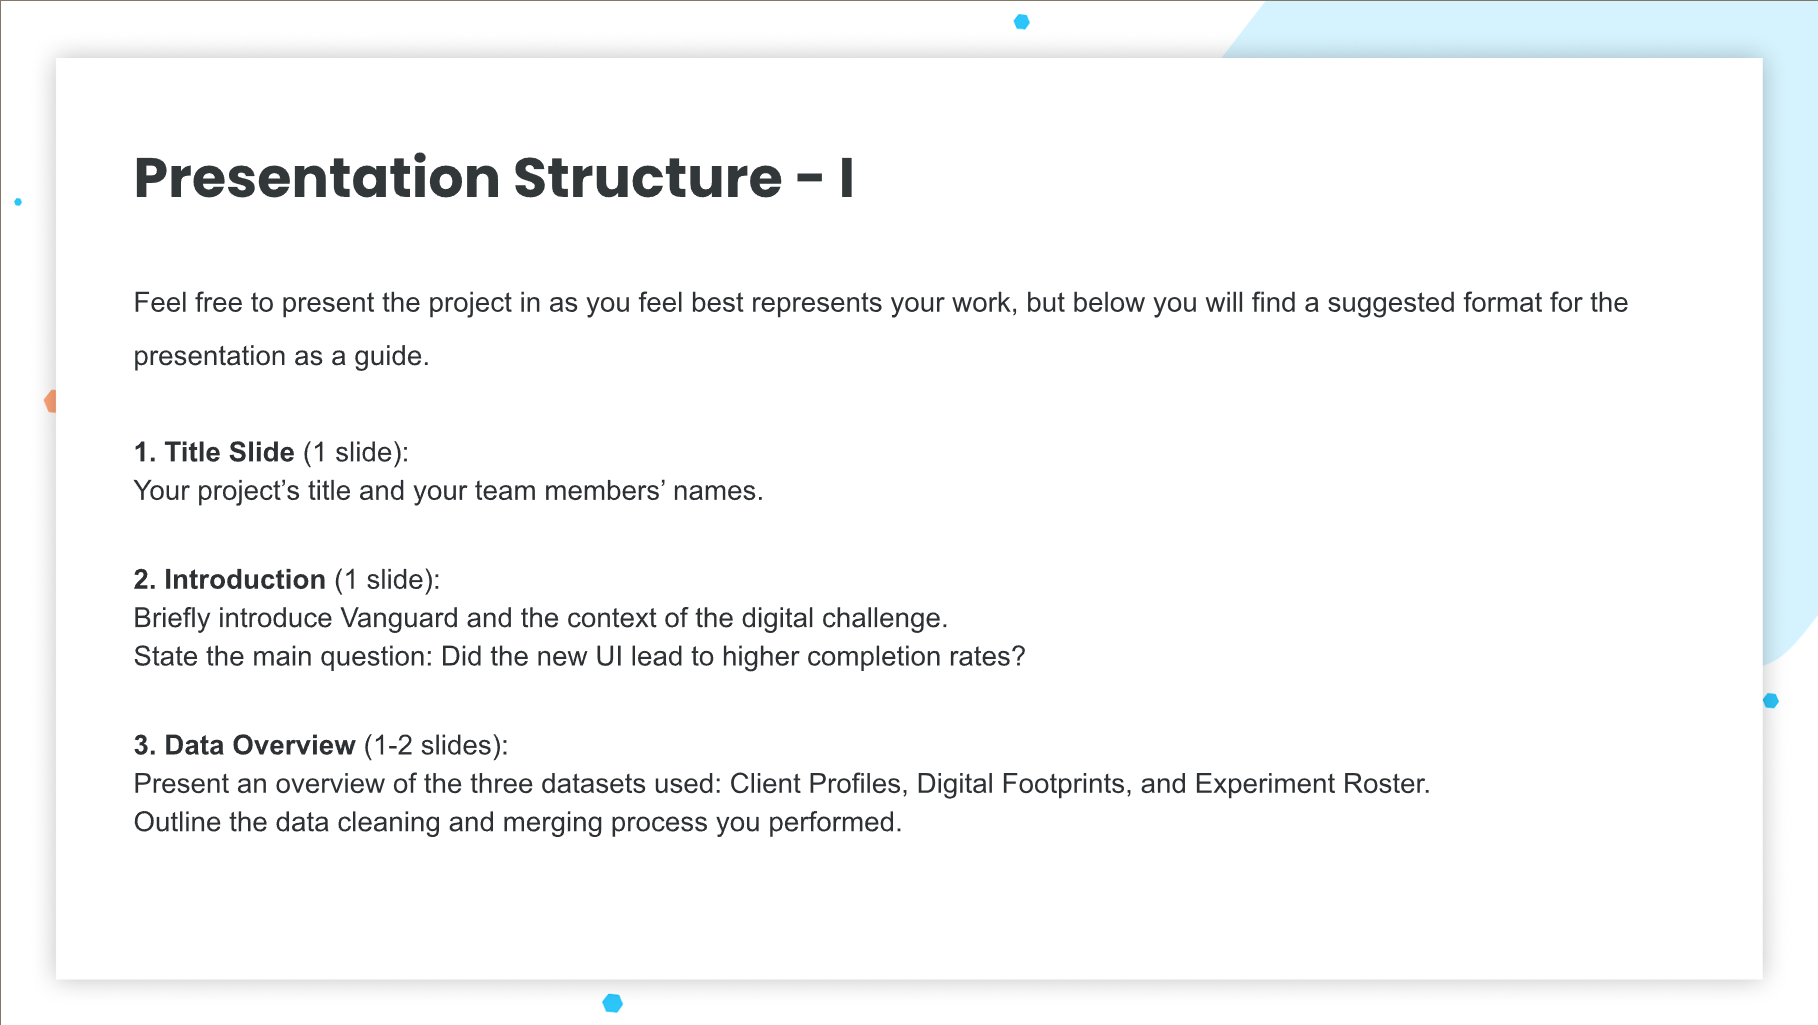 Presentation Structure - I
Feel free to present the project in as you feel best represents your work, but below you will find a suggested format for the
presentation as a guide.
1. Title Slide (1 slide):
Your project’s title and your team members’ names.
2. Introduction (1 slide):
Briefly introduce Vanguard and the context of the digital challenge.
State the main question: Did the new UI lead to higher completion rates?
3. Data Overview (1-2 slides):
Present an overview of the three datasets used: Client Profiles, Digital Footprints, and Experiment Roster.
Outline the data cleaning and merging process you performed.